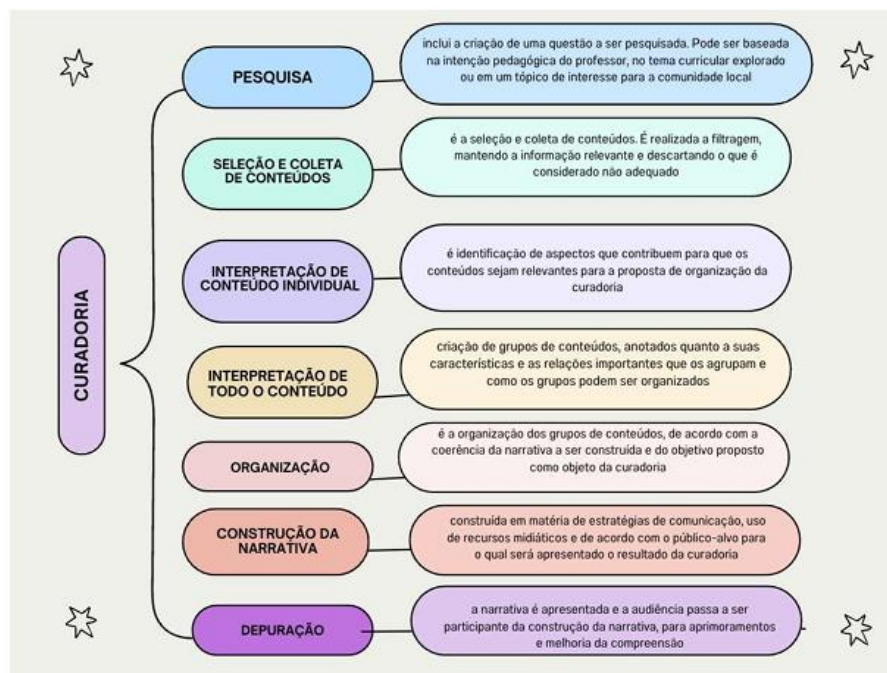 CURADORIA
PESQUISA
inclui a criação de uma questão a ser pesquisada. Pode ser baseada
na intenção pedagógica do professor, no tema curricular explorado
ou em um tópico de interesse para a comunidade local
SELEÇÃO E COLETA
DE CONTEÚDOS
é a seleção e coleta de conteúdos. É realizada a filtragem,
mantendo a informação relevante e descartando o que é
considerado não adequado
INTERPRETAÇÃO DE
CONTEÚDO INDIVIDUAL
é identificação de aspectos que contribuem para que os
conteúdos sejam relevantes para a proposta de organização da
curadoria
INTERPRETAÇÃO DE
TODO O CONTEÚDO
criação de grupos de conteúdos, anotados quanto a suas
características e as relações importantes que os agrupam e
como os grupos podem ser organizados
ORGANIZAÇÃO
é a organização dos grupos de conteúdos, de acordo com a
coerência da narrativa a ser construída e do objetivo proposto
como objeto da curadoria
CONSTRUÇÃO DA
NARRATIVA
construída em matéria de estratégias de comunicação, uso
de recursos midiáticos e de acordo com o público-alvo para
o qual será apresentado o resultado da curadoria
DEPURAÇÃO
a narrativa é apresentada e a audiência passa a ser
participante da construção da narrativa, para aprimoramentos
e melhoria da compreensão